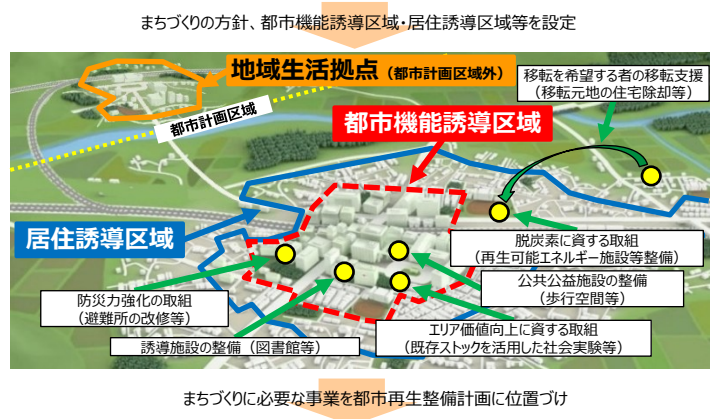 まちづくりの方針、都市機能誘導区域・居住誘導区域等を設定
地域生活拠点（都市計画区域外）
移転を希望する者の移転支援
（移転元地の住宅除却等）
都市計画区域
都市機能誘導区域
居住誘導区域
脱炭素に資する取組
（再生可能エネルギー施設等整備）
公共公益施設の整備
（歩行空間等）
防災力強化の取組
（避難所の改修等）
エリア価値向上に資する取組
（既存ストックを活用した社会実験等）
誘導施設の整備（図書館等）
まちづくりに必要な事業を都市再生整備計画に位置づけ